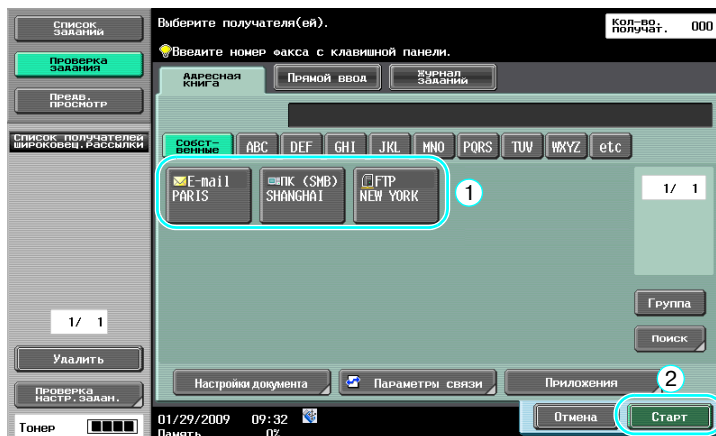 Список
заданий
Проверка
задания
Предв.
просмотр
Список получателей
широковещ.рассылки
1/ 1
Удалить
Проверка
настр.задан.
Тонер
Выберите получателя(ей).
Кол-во.
получат. 000
Введите номер факса с клавишной панели.
Адресная
книга
Прямой ввод
Журнал
заданий
Собст-
венные
ABC DEF GHI JKL MNO PQRS TUV WXYZ etc
E-mail
PARIS
ПК (SMB)
SHANGHAI
FTP
NEW YORK
1
1/ 1
Группа
Поиск
Настройки документа
Параметры связи
Приложения
2
01/29/2009 09:32
Память 0%
Отмена
Старт